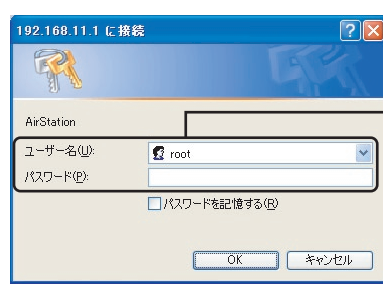 192.168.11.1 に接続
AirStation
ユーザー名(U):
root
パスワード(P):
パスワードを記憶する(R)
OK
キャンセル